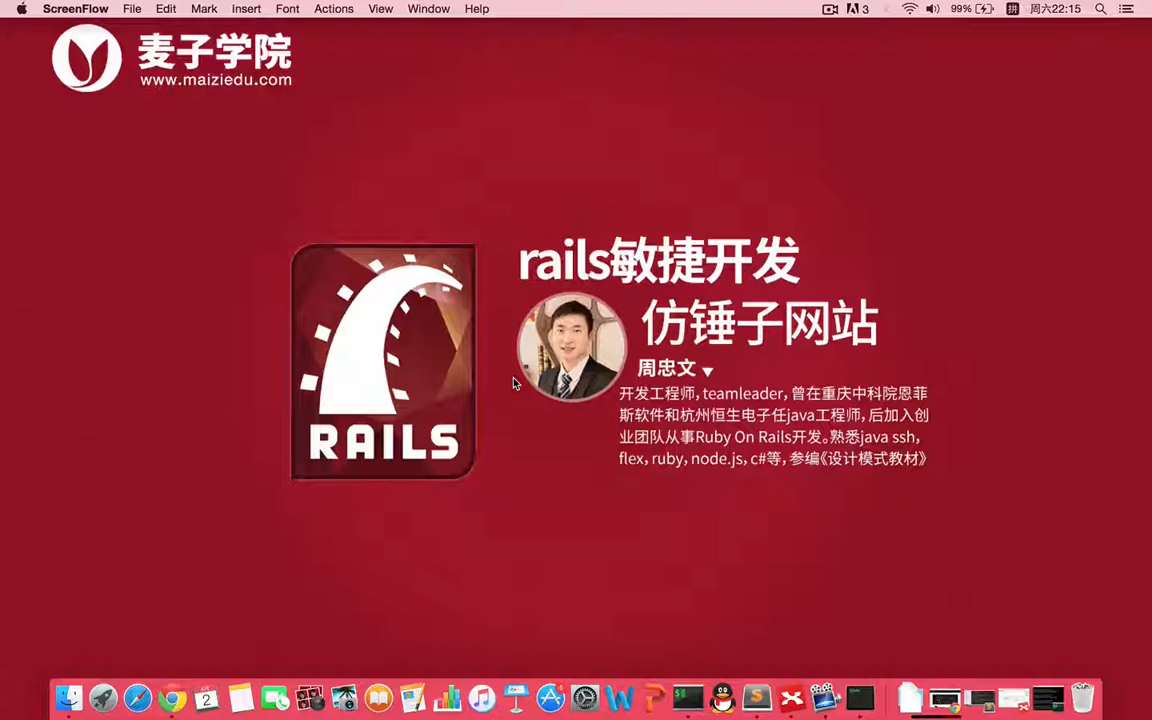 ScreenFlow File Edit Mark Insert Font Actions View Window Help 3 99% 拼 周六22:15
麦子学院
www.maiziedu.com
rails敏捷开发
仿锤子网站
周忠文
开发工程师，teamleader，曾在重庆中科院恩菲
斯软件和杭州恒生电子任java工程师，后加入创
业团队从事Ruby On Rails开发。熟悉java ssh，
flex，ruby，node.js，c#等，参编《设计模式教材》
RAILS
2